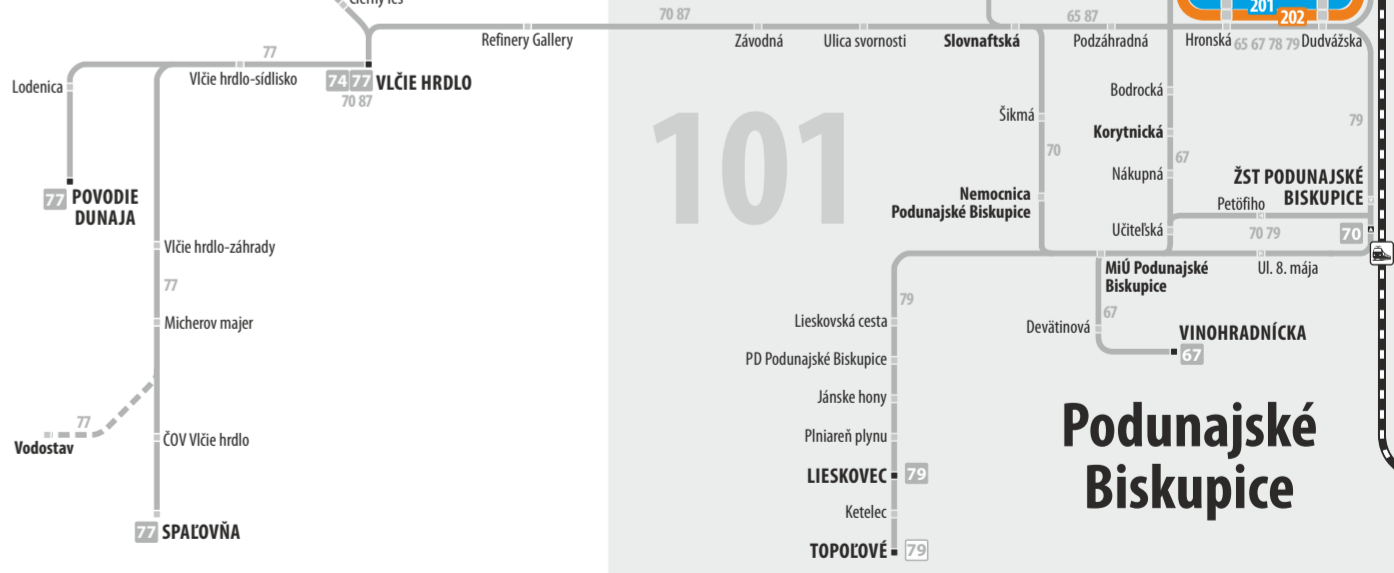 Čierny les
201
202
70 87
65 87
Refinery Gallery
Závodná
Ulica svornosti
Slovnaftská
Podzáhradná
Hronská
65 67 78 79
Dudvážska
77
Lodenica
Vlčie hrdlo-sídlisko
74 77 VLČIE HRDLO
70 87
Bodrocká
101
Šikmá
79
Korytnická
70
67
Nákupná
ŽST PODUNAJSKÉ
BISKUPICE
77 POVODIE
DUNAJA
Nemocnica
Podunajské Biskupice
Petöfiho
Učiteľská
70 79
70
Vlčie hrdlo-záhrady
MiÚ Podunajské
Biskupice
Ul. 8. mája
77
79
67
Micherov majer
Lieskovská cesta
Devätinová
VINOHRADNÍCKA
67
PD Podunajské Biskupice
Jánske hony
77
Vodostav
ČOV Vlčie hrdlo
Plniareň plynu
Podunajské
Biskupice
LIESKOVEC 79
Ketelec
77 SPAĽOVŇA
TOPOĽOVÉ 79